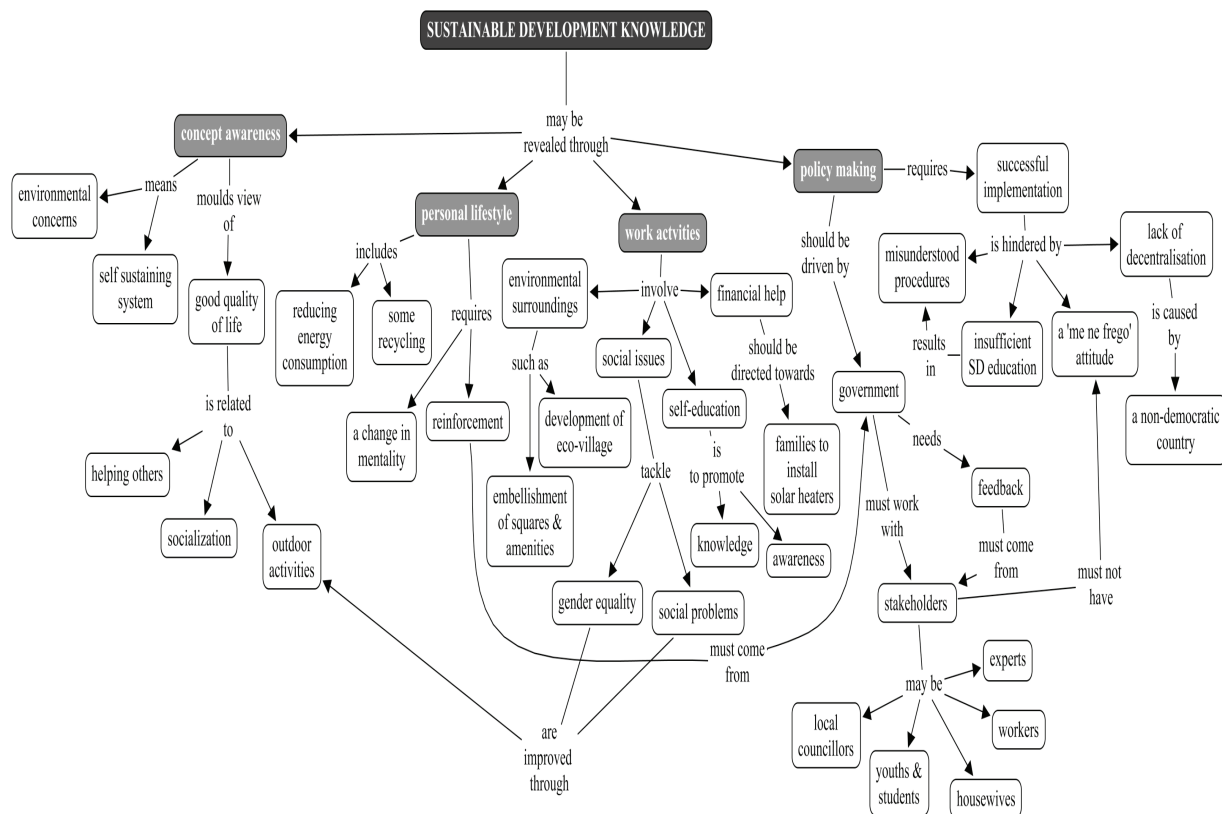 SUSTAINABLE DEVELOPMENT KNOWLEDGE
may be
revealed through
concept awareness
means
environmental
concerns
self sustaining
system
moulds view
of
good quality
of life
is related
to
helping others
socialization
outdoor
activities
personal lifestyle
includes
reducing
energy
consumption
some
recycling
requires
a change in
mentality
reinforcement
work actvities
involve
environmental
surroundings
such as
development of
eco-village
embellishment
of squares &
amenities
social issues
tackle
gender equality
social problems
are
improved
through
self-education
is
to promote
knowledge
awareness
financial help
should be
directed towards
families to
install
solar heaters
must come
from
policy making
requires
successful
implementation
is hindered by
misunderstood
procedures
results
in
insufficient
SD education
a 'me ne frego'
attitude
lack of
decentralisation
is caused
by
a non-democratic
country
should be
driven by
government
needs
feedback
must come
from
must work
with
stakeholders
must not
have
may be
experts
workers
housewives
youths &
students
local
councillors